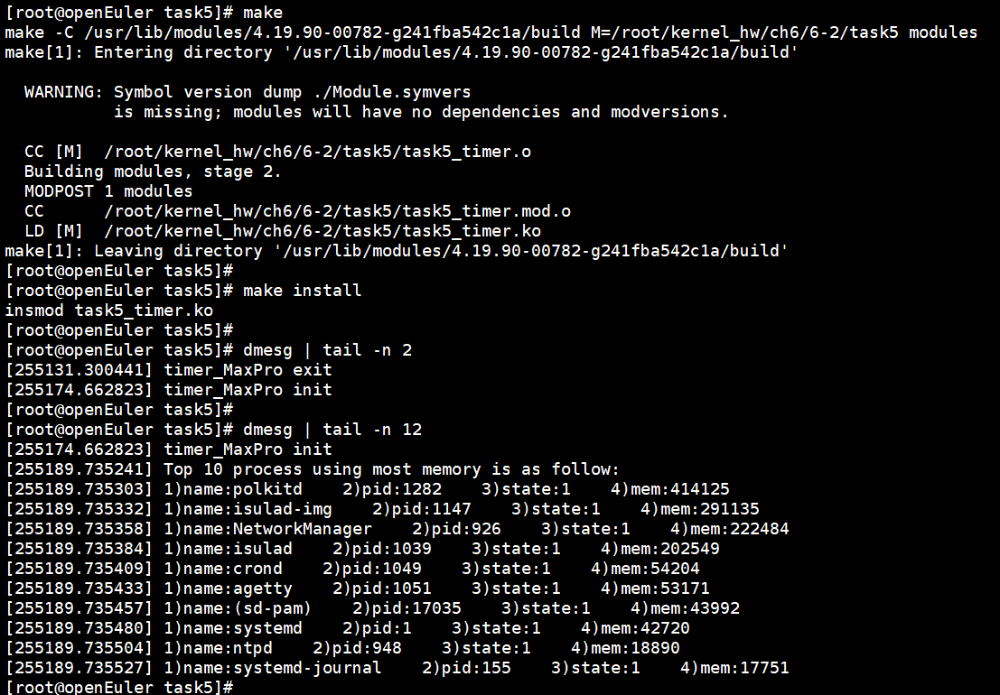 [root@openEuler task5]# make
make -C /usr/lib/modules/4.19.90-00782-g241fba542c1a/build M=/root/kernel_hw/ch6/6-2/task5 modules
make[1]: Entering directory '/usr/lib/modules/4.19.90-00782-g241fba542c1a/build'
  WARNING: Symbol version dump ./Module.symvers
           is missing; modules will have no dependencies and modversions.
  CC [M]  /root/kernel_hw/ch6/6-2/task5/task5_timer.o
  Building modules, stage 2.
  MODPOST 1 modules
  CC      /root/kernel_hw/ch6/6-2/task5/task5_timer.mod.o
  LD [M]  /root/kernel_hw/ch6/6-2/task5/task5_timer.ko
make[1]: Leaving directory '/usr/lib/modules/4.19.90-00782-g241fba542c1a/build'
[root@openEuler task5]#
[root@openEuler task5]# make install
insmod task5_timer.ko
[root@openEuler task5]#
[root@openEuler task5]# dmesg | tail -n 2
[255131.300441] timer_MaxPro exit
[255174.662823] timer_MaxPro init
[root@openEuler task5]#
[root@openEuler task5]# dmesg | tail -n 12
[255174.662823] timer_MaxPro init
[255189.735241] Top 10 process using most memory is as follow:
[255189.735303] 1)name:polkitd    2)pid:1282    3)state:1    4)mem:414125
[255189.735332] 1)name:isulad-img    2)pid:1147    3)state:1    4)mem:291135
[255189.735358] 1)name:NetworkManager    2)pid:926    3)state:1    4)mem:222484
[255189.735384] 1)name:isulad    2)pid:1039    3)state:1    4)mem:202549
[255189.735409] 1)name:crond    2)pid:1049    3)state:1    4)mem:54204
[255189.735433] 1)name:agetty    2)pid:1051    3)state:1    4)mem:53171
[255189.735457] 1)name:(sd-pam)    2)pid:17035    3)state:1    4)mem:43992
[255189.735480] 1)name:systemd    2)pid:1    3)state:1    4)mem:42720
[255189.735504] 1)name:ntpd    2)pid:948    3)state:1    4)mem:18890
[255189.735527] 1)name:systemd-journal    2)pid:155    3)state:1    4)mem:17751
[root@openEuler task5]#